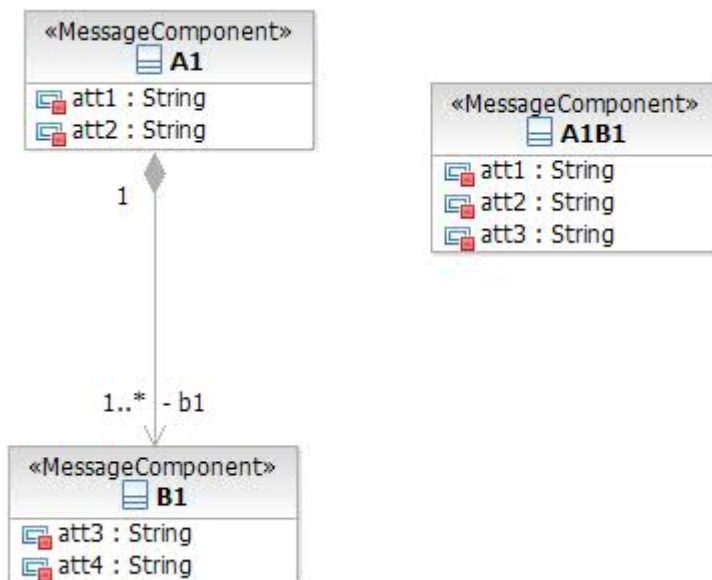 «MessageComponent»
A1
att1 : String
att2 : String
1
1..* - b1
«MessageComponent»
B1
att3 : String
att4 : String
«MessageComponent»
A1B1
att1 : String
att2 : String
att3 : String